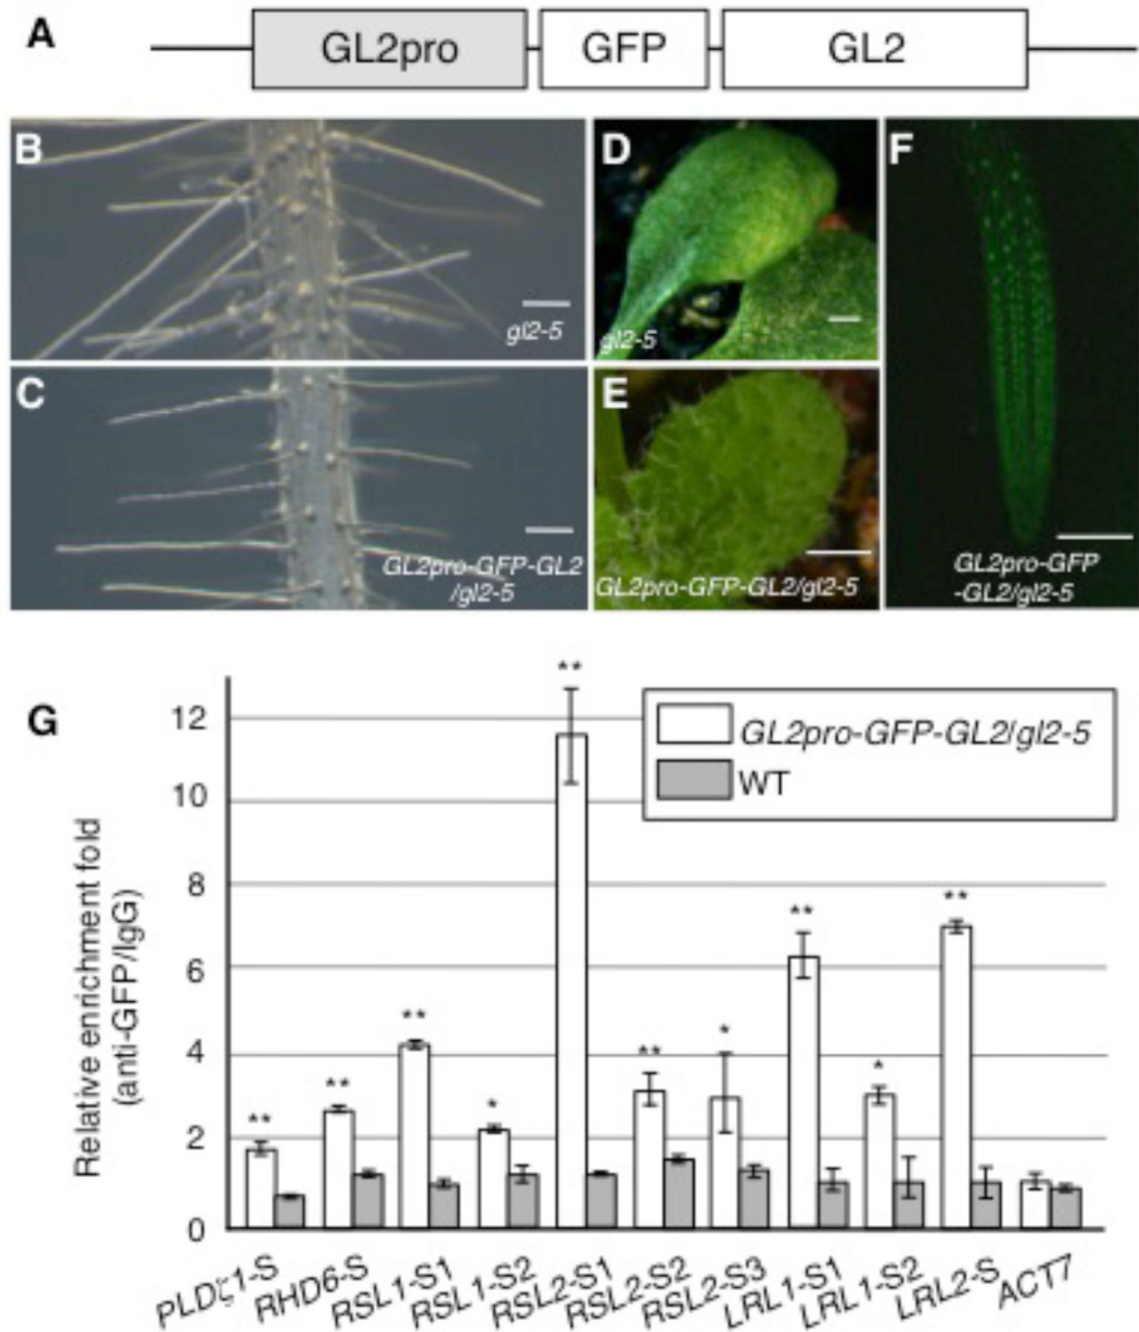 A
GL2pro GFP GL2
B
gl2-5
C
GL2pro-GFP-GL2
/gl2-5
D
gl2-5
E
GL2pro-GFP-GL2/gl2-5
F
GL2pro-GFP
-GL2/gl2-5
G
Relative enrichment fold
(anti-GFP/IgG)
12
10
8
6
4
2
0
GL2pro-GFP-GL2/gl2-5
WT
** ** ** * ** ** * ** * **
PLDζ1-S RHD6-S RSL1-S1 RSL1-S2 RSL2-S1 RSL2-S2 RSL2-S3 LRL1-S1 LRL1-S2 LRL2-S ACT7